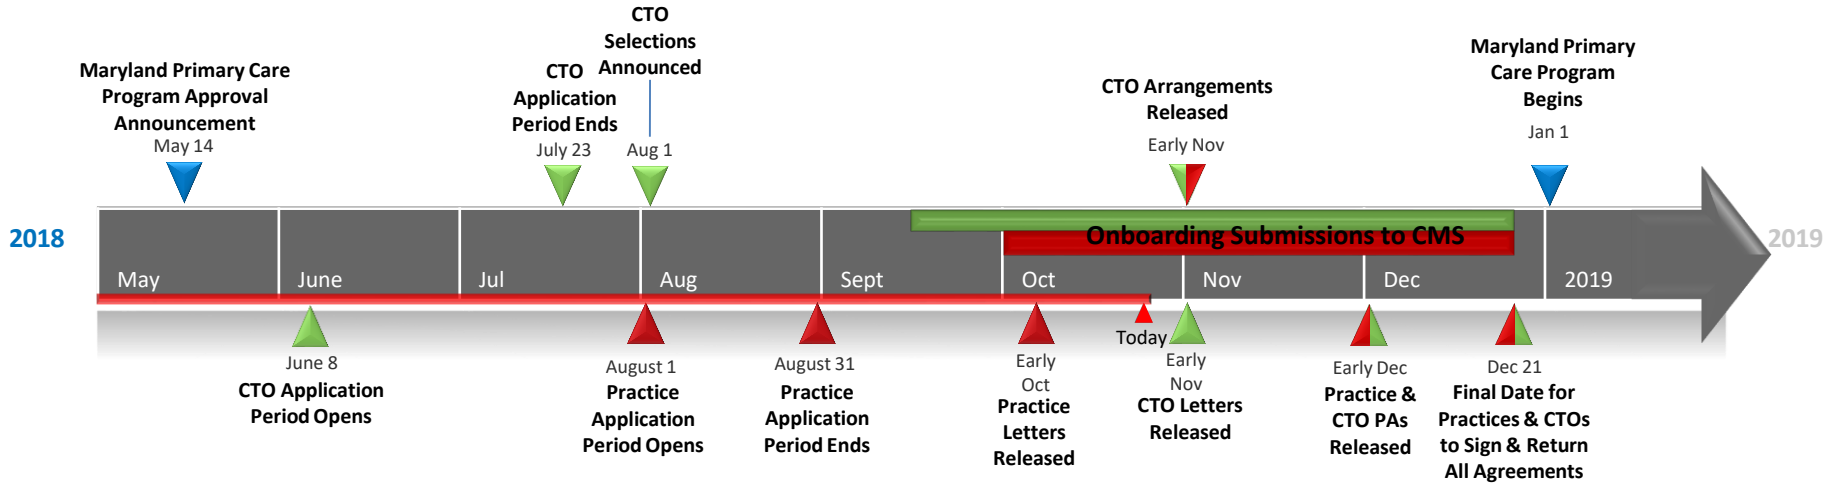 CTO
Selections
Announced
Maryland Primary Care
Program Approval
Announcement
May 14
CTO
Application
Period Ends
July 23
Aug 1
CTO Arrangements
Released
Early Nov
Maryland Primary
Care Program
Begins
Jan 1
2018
Onboarding Submissions to CMS
2019
May
June
Jul
Aug
Sept
Oct
Nov
Dec
2019
Today
June 8
CTO Application
Period Opens
August 1
Practice
Application
Period Opens
August 31
Practice
Application
Period Ends
Early
Oct
Practice
Letters
Released
Early
Nov
CTO Letters
Released
Early Dec
Practice &
CTO PAs
Released
Dec 21
Final Date for
Practices & CTOs
to Sign & Return
All Agreements